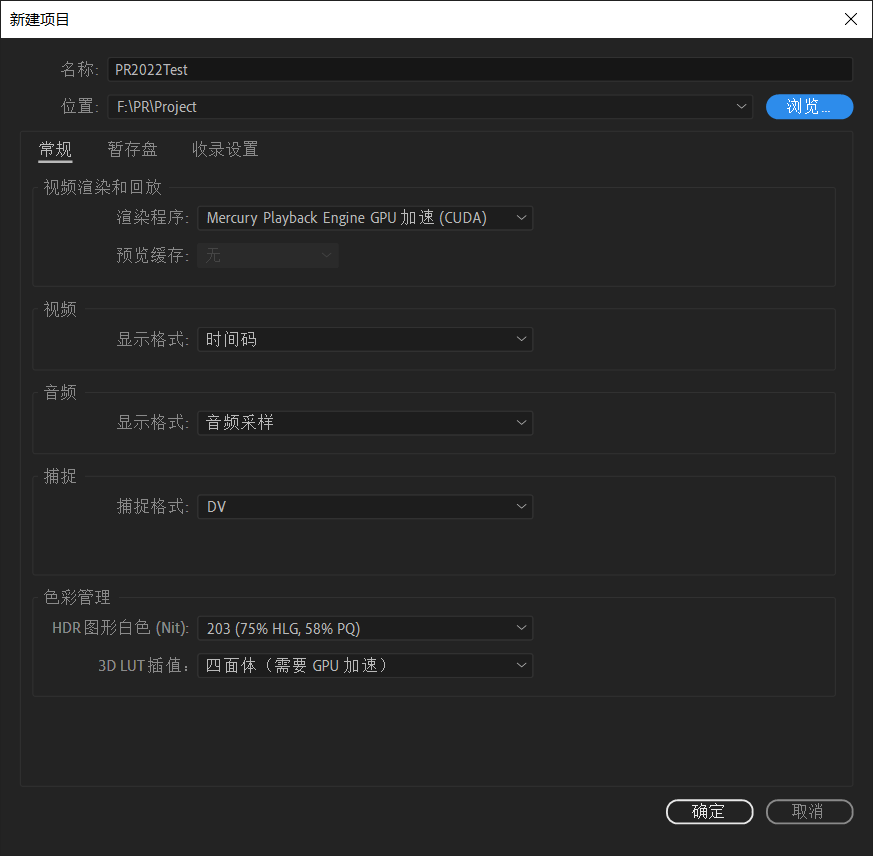 新建项目
名称: PR2022Test
位置: F:\PR\Project 浏览...
常规 暂存盘 收录设置
视频渲染和回放
渲染程序: Mercury Playback Engine GPU 加速 (CUDA)
预览缓存: 无
视频
显示格式: 时间码
音频
显示格式: 音频采样
捕捉
捕捉格式: DV
色彩管理
HDR 图形白色 (Nit): 203 (75% HLG, 58% PQ)
3D LUT 插值： 四面体（需要 GPU 加速）
确定 取消